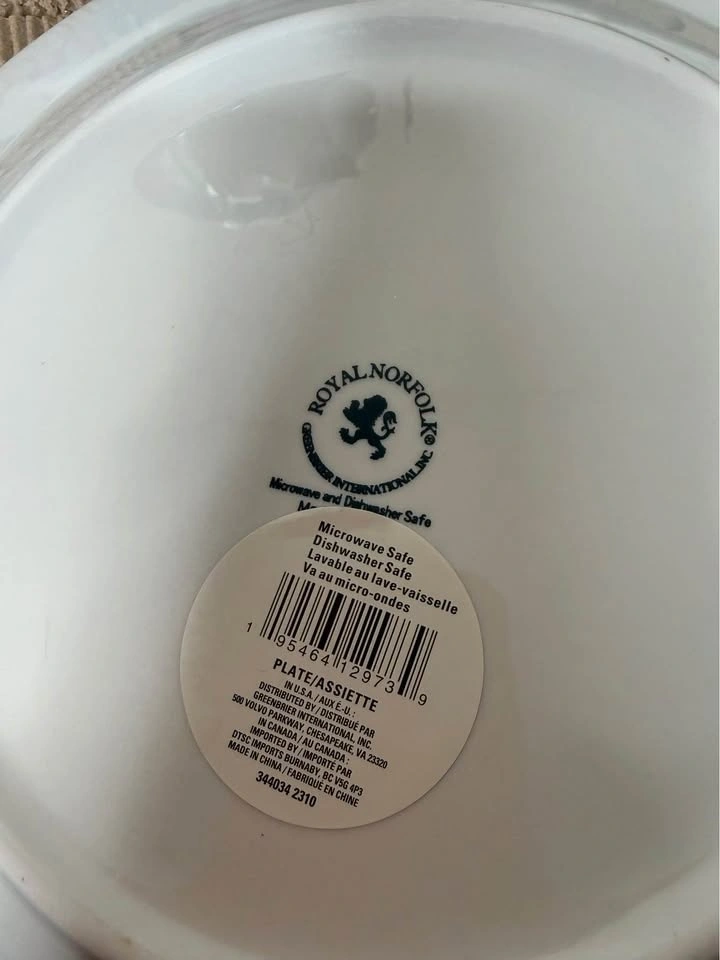 ROYAL NORFOLK®
GREENBRIER INTERNATIONAL, INC
Microwave and Dishwasher Safe
Microwave Safe
Dishwasher Safe
Lavable au lave-vaisselle
Va au micro-ondes
1 95464 12973 9
PLATE/ASSIETTE
IN U.S.A. / AUX É.-U. :
DISTRIBUTED BY / DISTRIBUÉ PAR
GREENBRIER INTERNATIONAL, INC.
500 VOLVO PARKWAY, CHESAPEAKE, VA 23320
IN CANADA / AU CANADA :
IMPORTED BY / IMPORTÉ PAR
DTSC IMPORTS BURNABY, BC V5G 4P3
MADE IN CHINA / FABRIQUÉ EN CHINE
344034 2310